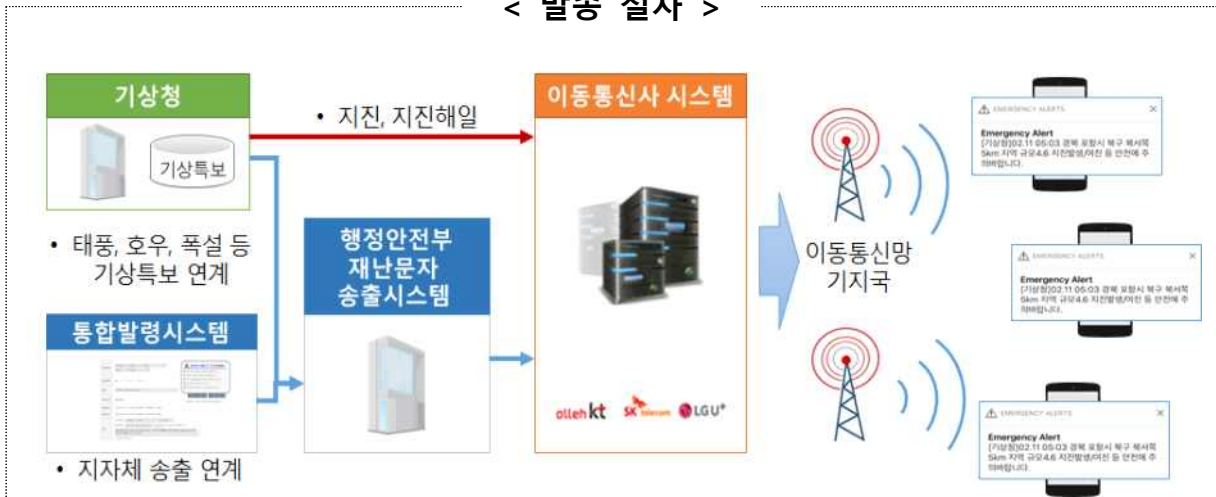 < 발송 절차 >
기상청
기상특보
• 지진, 지진해일
• 태풍, 호우, 폭설 등
기상특보 연계
통합발령시스템
• 지자체 송출 연계
행정안전부
재난문자
송출시스템
이동통신사 시스템
olleh kt
SK telecom
LG U+
이동통신망
기지국
EMERGENCY ALERTS
Emergency Alert
[기상청]02.11 05:03 경북 포항시 북구 북서쪽
5km 지역 규모4.6 지진발생/여진 등 안전에 주
의바랍니다.
EMERGENCY ALERTS
Emergency Alert
[기상청]02.11 05:03 경북 포항시 북구 북서쪽
5km 지역 규모4.6 지진발생/여진 등 안전에 주
의바랍니다.
EMERGENCY ALERTS
Emergency Alert
[기상청]02.11 05:03 경북 포항시 북구 북서쪽
5km 지역 규모4.6 지진발생/여진 등 안전에 주
의바랍니다.